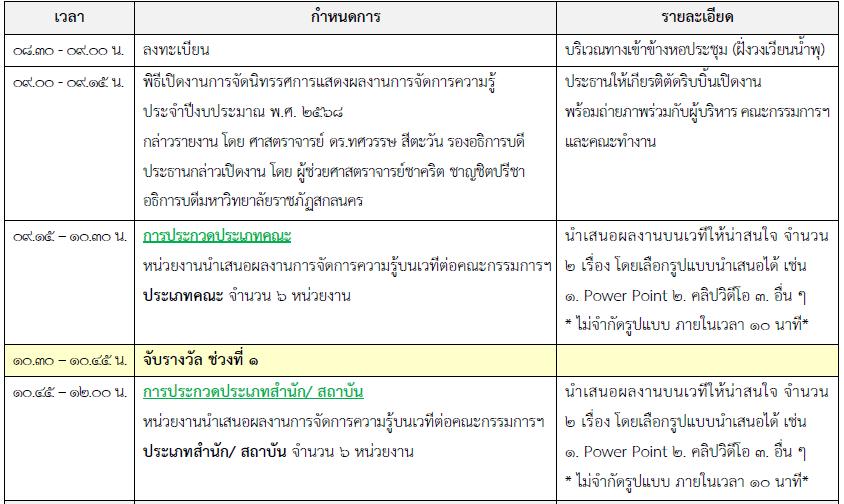 เวลา กำหนดการ รายละเอียด
๐๘.๓๐ - ๐๙.๐๐ น. ลงทะเบียน บริเวณทางเข้าข้างหอประชุม (ฝั่งวงเวียนน้ำพุ)
๐๙.๐๐ - ๐๙.๑๕ น. พิธีเปิดงานการจัดนิทรรศการแสดงผลงานการจัดการความรู้ ประธานให้เกียรติตัดริบบิ้นเปิดงาน
ประจำปีงบประมาณ พ.ศ. ๒๕๖๘ พร้อมถ่ายภาพร่วมกับผู้บริหาร คณะกรรมการฯ
กล่าวรายงาน โดย ศาสตราจารย์ ดร.ทศวรรษ สีตะวัน รองอธิการบดี และคณะทำงาน
ประธานกล่าวเปิดงาน โดย ผู้ช่วยศาสตราจารย์ชาคริต ชาญชิตปรีชา
อธิการบดีมหาวิทยาลัยราชภัฏสกลนคร
๐๙.๑๕ – ๑๐.๓๐ น. การประกวดประเภทคณะ นำเสนอผลงานบนเวทีให้น่าสนใจ จำนวน
หน่วยงานนำเสนอผลงานการจัดการความรู้บนเวทีต่อคณะกรรมการฯ ๒ เรื่อง โดยเลือกรูปแบบนำเสนอได้ เช่น
ประเภทคณะ จำนวน ๖ หน่วยงาน ๑. Power Point ๒. คลิปวิดีโอ ๓. อื่น ๆ
* ไม่จำกัดรูปแบบ ภายในเวลา ๑๐ นาที*
๑๐.๓๐ – ๑๐.๔๕ น. จับรางวัล ช่วงที่ ๑
๑๐.๔๕ – ๑๒.๐๐ น. การประกวดประเภทสำนัก/ สถาบัน นำเสนอผลงานบนเวทีให้น่าสนใจ จำนวน
หน่วยงานนำเสนอผลงานการจัดการความรู้บนเวทีต่อคณะกรรมการฯ ๒ เรื่อง โดยเลือกรูปแบบนำเสนอได้ เช่น
ประเภทสำนัก/ สถาบัน จำนวน ๖ หน่วยงาน ๑. Power Point ๒. คลิปวิดีโอ ๓. อื่น ๆ
* ไม่จำกัดรูปแบบ ภายในเวลา ๑๐ นาที*